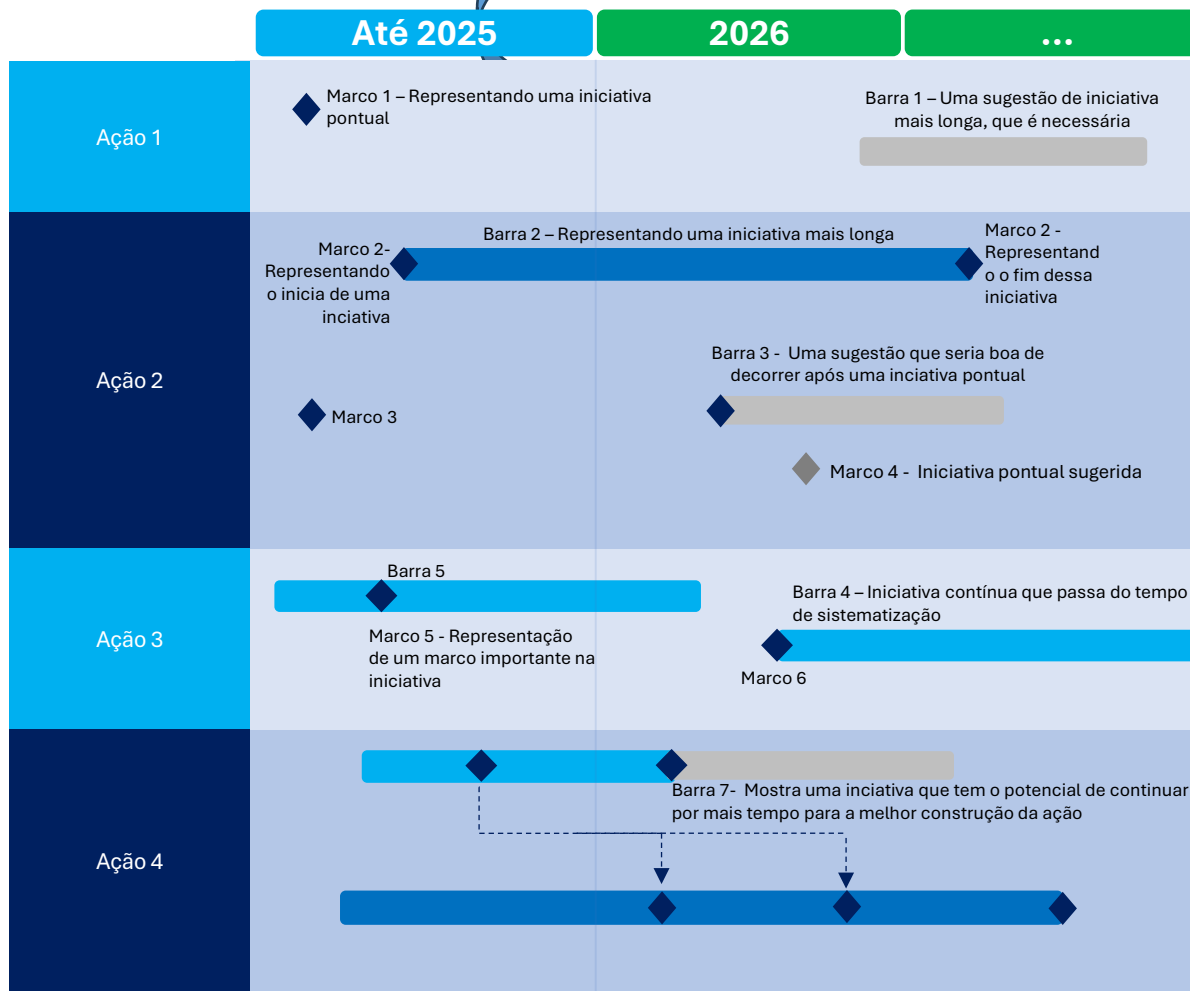 Até 2025
2026
...
Ação 1
Marco 1 – Representando uma iniciativa
pontual
Barra 1 – Uma sugestão de iniciativa
mais longa, que é necessária
Ação 2
Marco 2-
Representando
o inicia de uma
inciativa
Barra 2 – Representando uma iniciativa mais longa
Marco 2 -
Representand
o o fim dessa
iniciativa
Barra 3 -  Uma sugestão que seria boa de
decorrer após uma inciativa pontual
Marco 3
Marco 4 -  Iniciativa pontual sugerida
Ação 3
Barra 5
Marco 5 - Representação
de um marco importante na
iniciativa
Barra 4 – Iniciativa contínua que passa do tempo
de sistematização
Marco 6
Ação 4
Barra 7-  Mostra uma inciativa que tem o potencial de continuar
por mais tempo para a melhor construção da ação